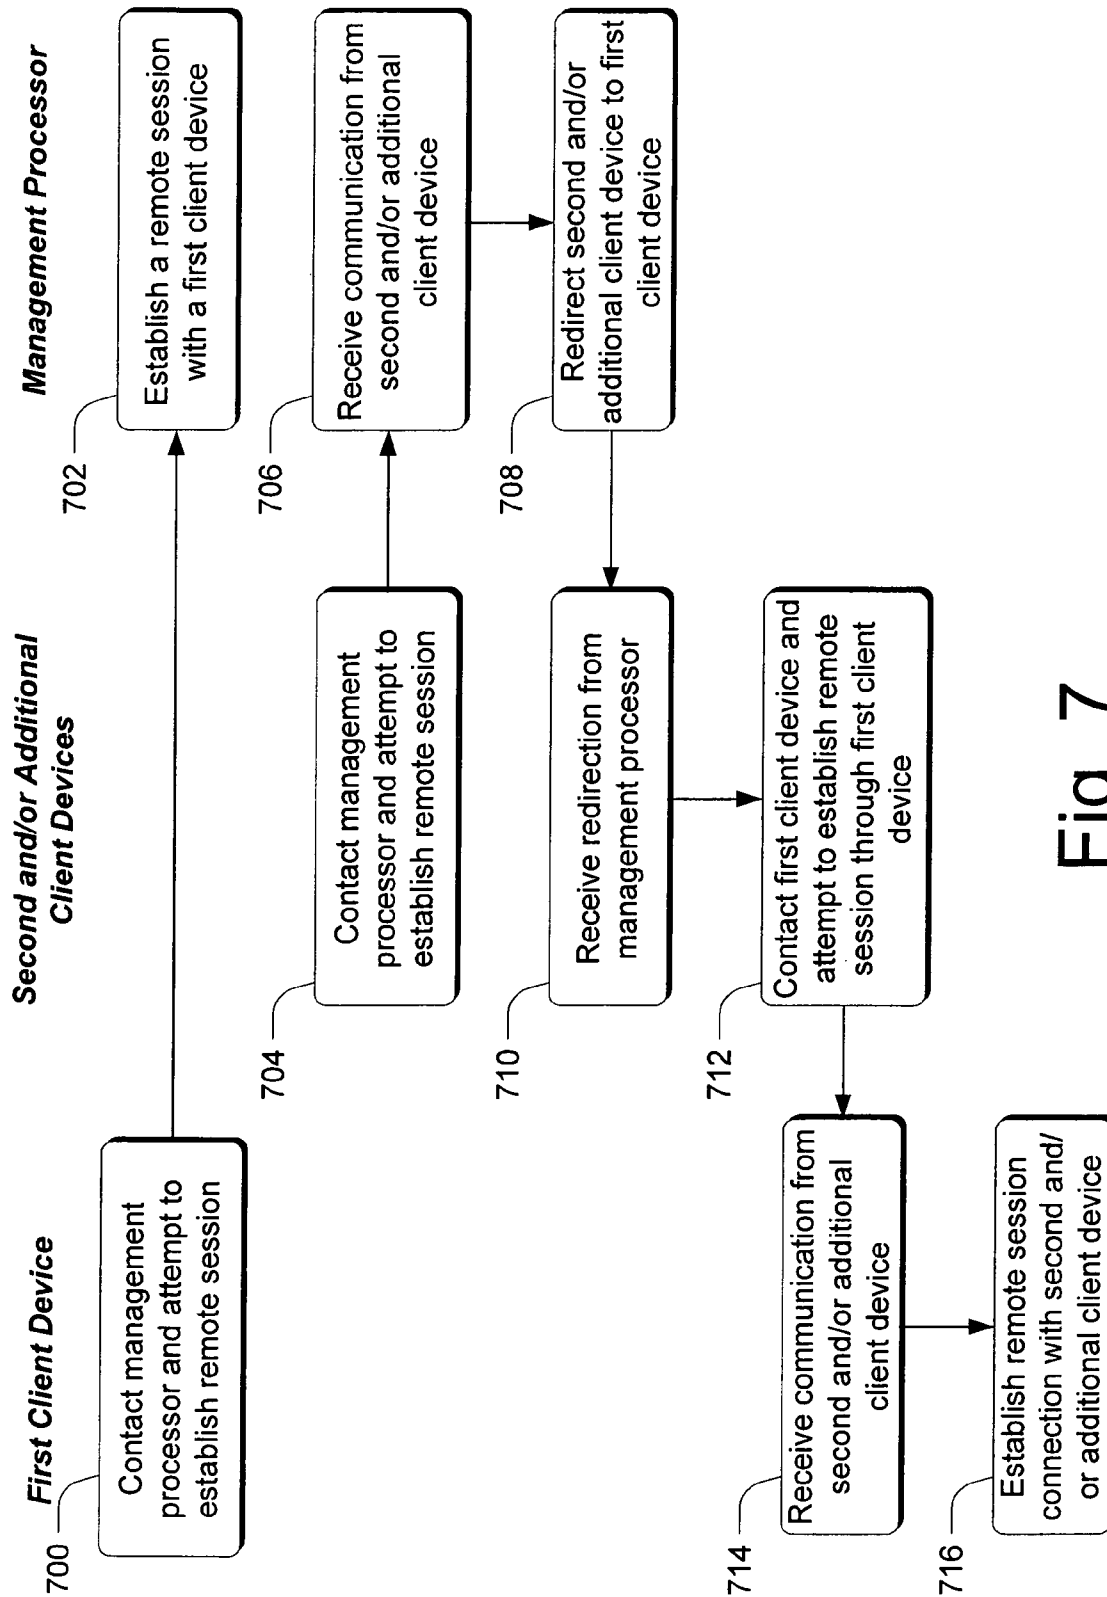 First Client Device
Second and/or Additional
Client Devices
Management Processor
700
Contact management
processor and attempt to
establish remote session
702
Establish a remote session
with a first client device
704
Contact management
processor and attempt to
establish remote session
706
Receive communication from
second and/or additional
client device
708
Redirect second and/or
additional client device to first
client device
710
Receive redirection from
management processor
712
Contact first client device and
attempt to establish remote
session through first client
device
714
Receive communication from
second and/or additional
client device
716
Establish remote session
connection with second and/
or additional client device
Fig. 7